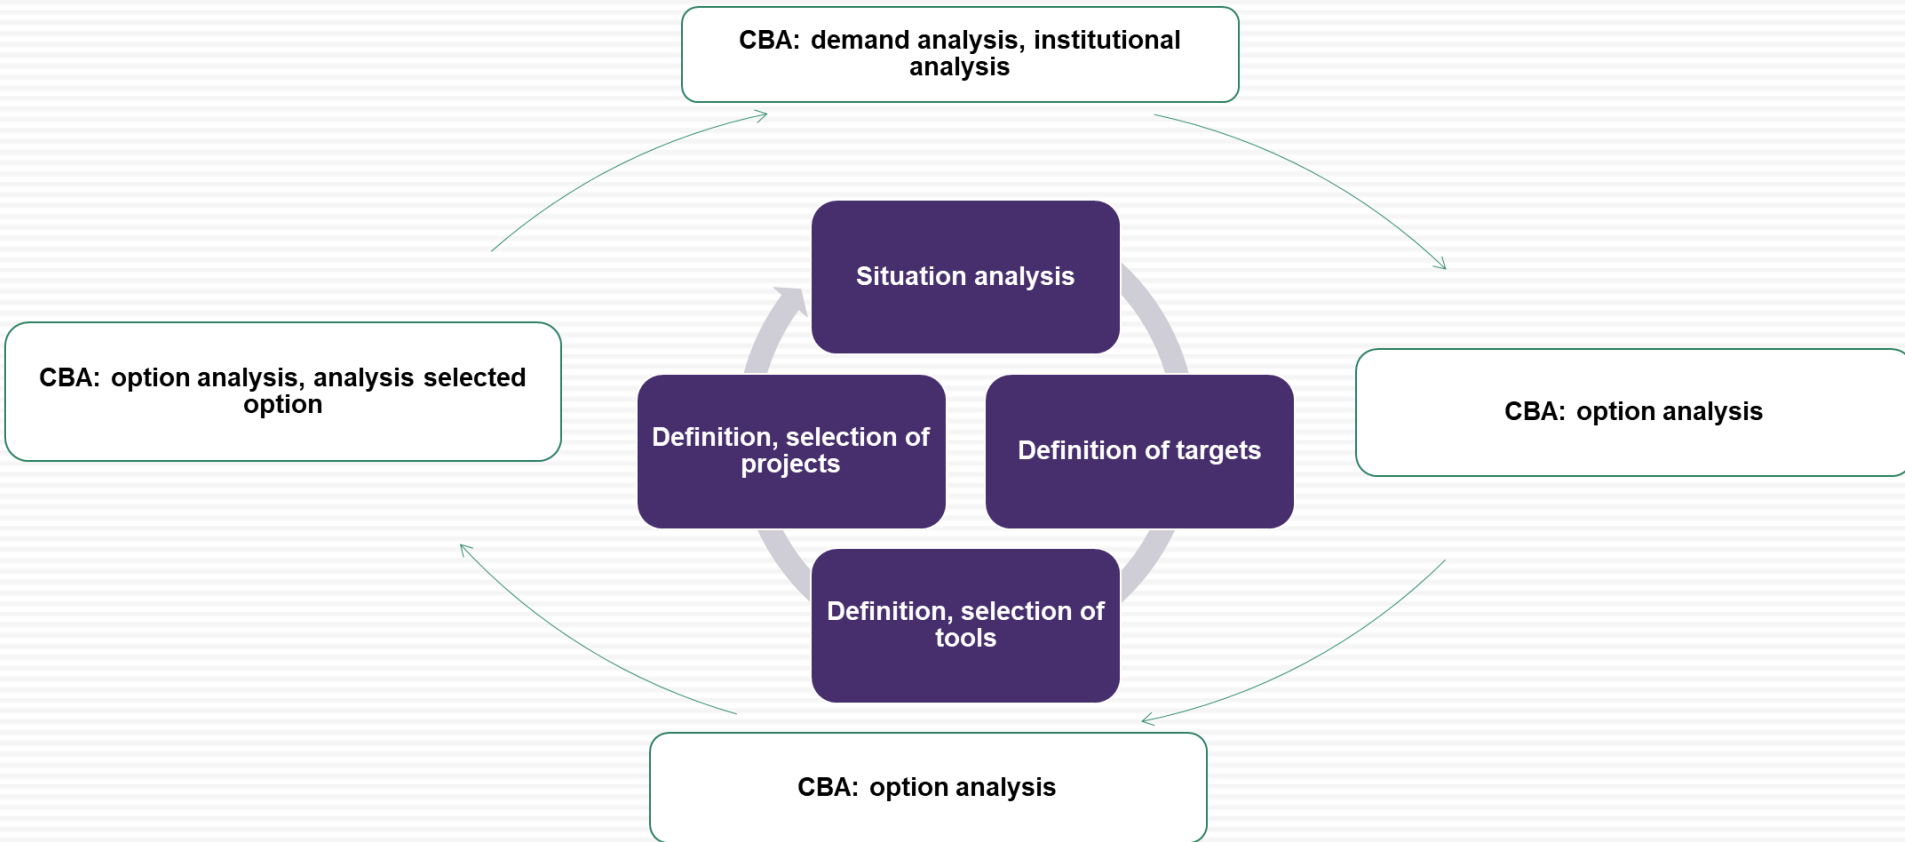 CBA: demand analysis, institutional
analysis
Situation analysis
CBA: option analysis, analysis selected
option
Definition, selection of
projects
Definition of targets
CBA: option analysis
Definition, selection of
tools
CBA: option analysis